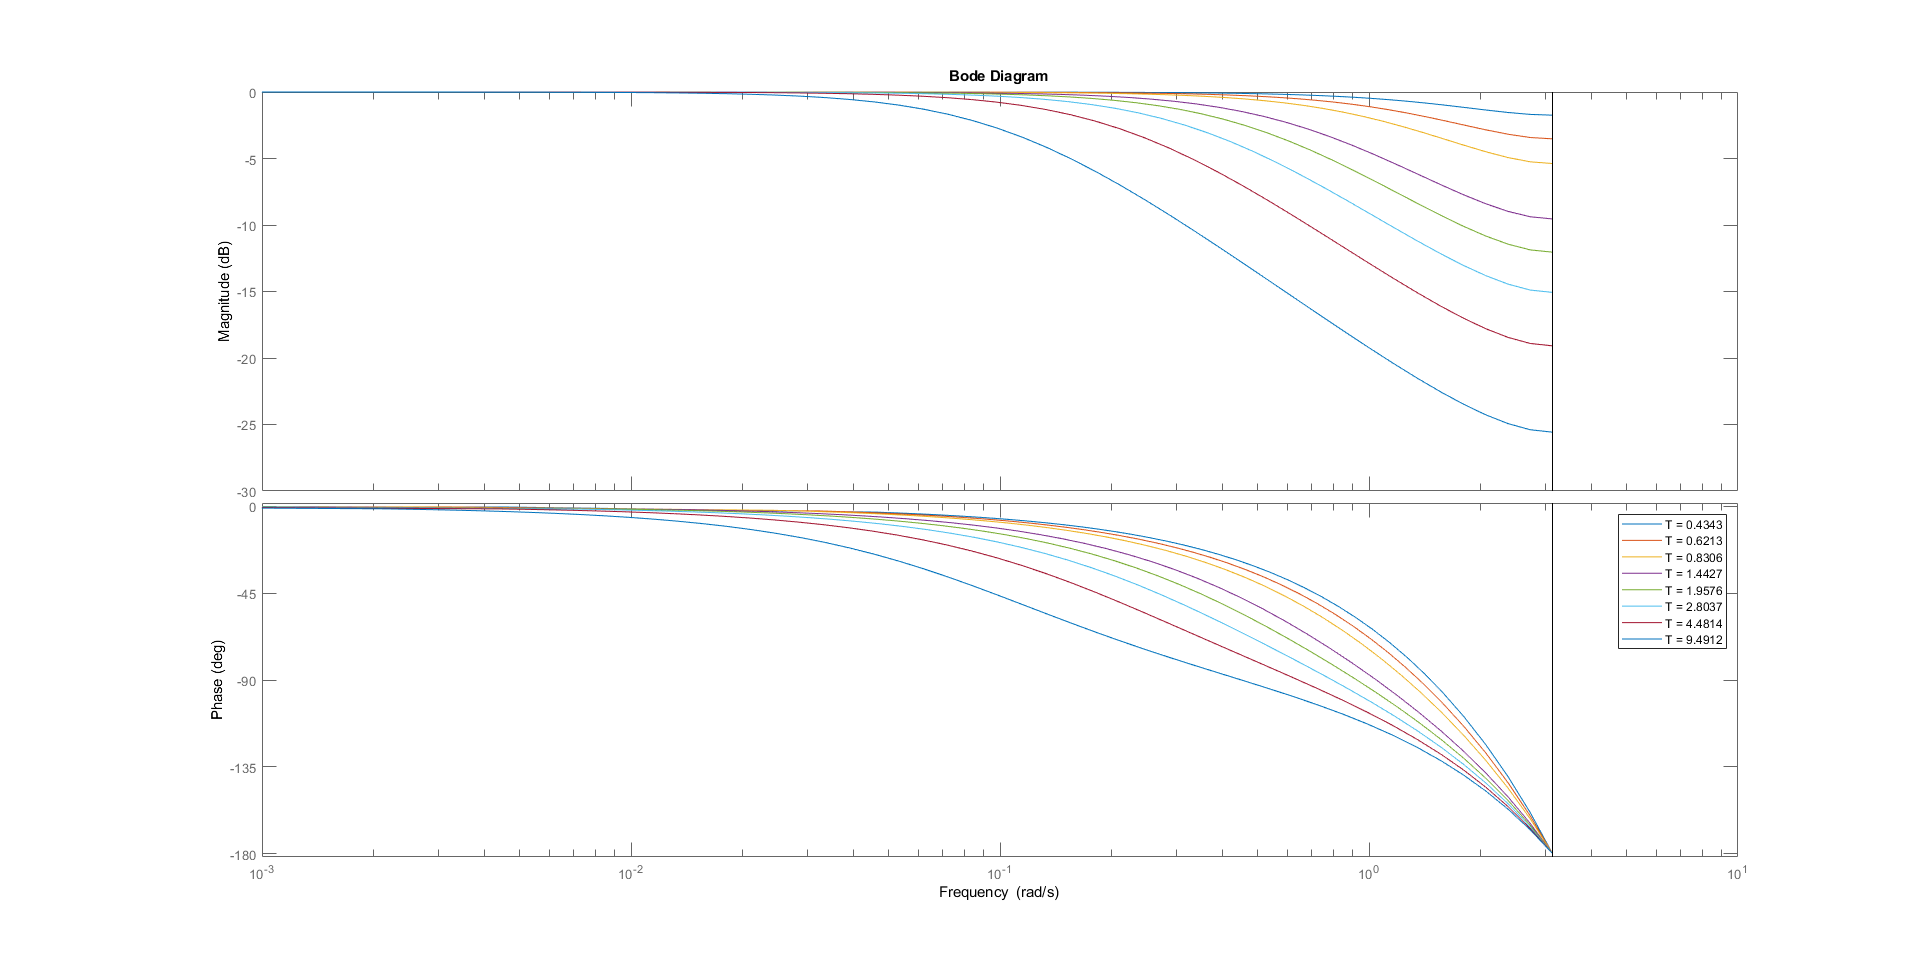 Bode Diagram
Magnitude (dB)
0
-5
-10
-15
-20
-25
-30
Phase (deg)
0
-45
-90
-135
-180
T = 0.4343
T = 0.6213
T = 0.8306
T = 1.4427
T = 1.9576
T = 2.8037
T = 4.4814
T = 9.4912
10^-3 10^-2 10^-1 10^0 10^1
Frequency (rad/s)